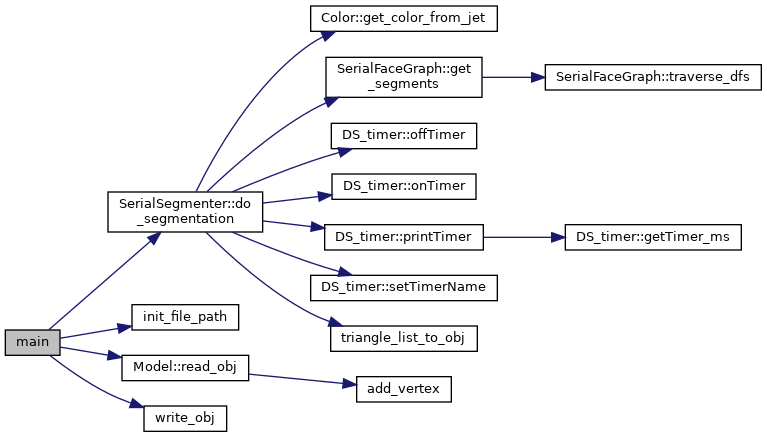 Color::get_color_from_jet
SerialFaceGraph::get
_segments
SerialFaceGraph::traverse_dfs
DS_timer::offTimer
DS_timer::onTimer
SerialSegmenter::do
_segmentation
DS_timer::printTimer
DS_timer::getTimer_ms
DS_timer::setTimerName
init_file_path
triangle_list_to_obj
main
Model::read_obj
add_vertex
write_obj